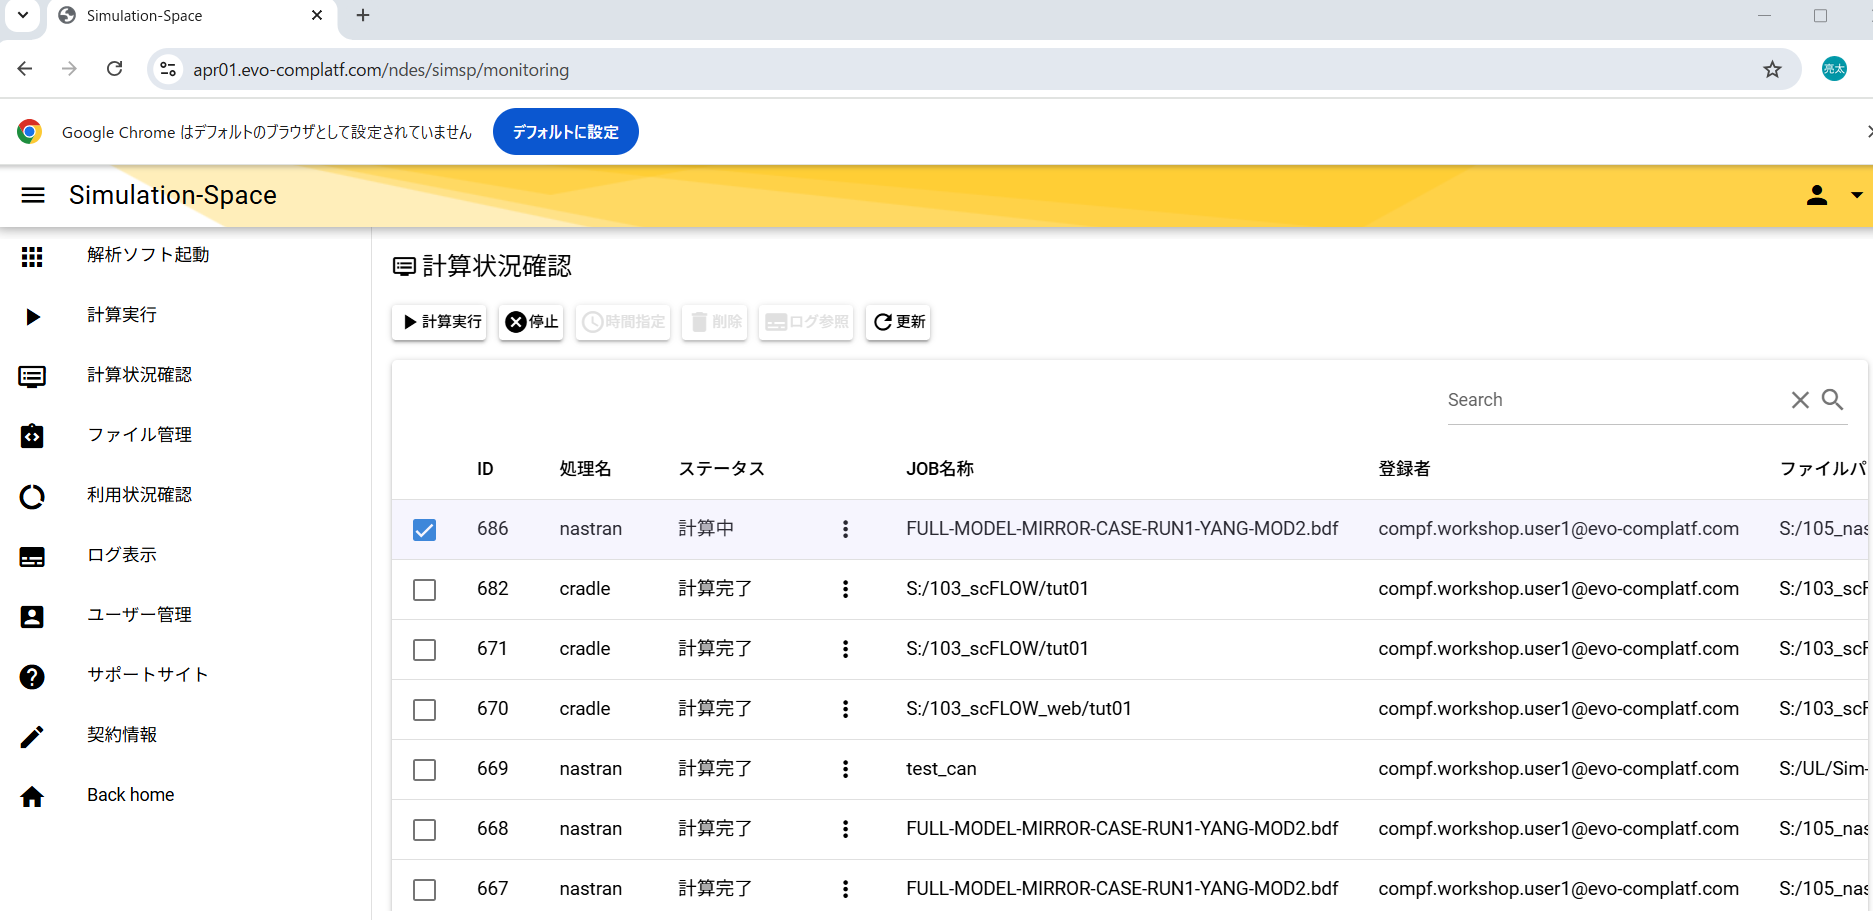 Simulation-Space
apr01.evo-complatf.com/ndes/simsp/monitoring
亮太
Google Chrome はデフォルトのブラウザとして設定されていません
デフォルトに設定
Simulation-Space
解析ソフト起動
計算実行
計算状況確認
ファイル管理
利用状況確認
ログ表示
ユーザー管理
サポートサイト
契約情報
Back home
計算状況確認
計算実行 停止 時間指定 削除 ログ参照 更新
Search
ID 処理名 ステータス JOB名称 登録者 ファイルパ
686 nastran 計算中 FULL-MODEL-MIRROR-CASE-RUN1-YANG-MOD2.bdf compf.workshop.user1@evo-complatf.com S:/105_nas
682 cradle 計算完了 S:/103_scFLOW/tut01 compf.workshop.user1@evo-complatf.com S:/103_scF
671 cradle 計算完了 S:/103_scFLOW/tut01 compf.workshop.user1@evo-complatf.com S:/103_scF
670 cradle 計算完了 S:/103_scFLOW_web/tut01 compf.workshop.user1@evo-complatf.com S:/103_scF
669 nastran 計算完了 test_can compf.workshop.user1@evo-complatf.com S:/UL/Sim-
668 nastran 計算完了 FULL-MODEL-MIRROR-CASE-RUN1-YANG-MOD2.bdf compf.workshop.user1@evo-complatf.com S:/105_nas
667 nastran 計算完了 FULL-MODEL-MIRROR-CASE-RUN1-YANG-MOD2.bdf compf.workshop.user1@evo-complatf.com S:/105_nas